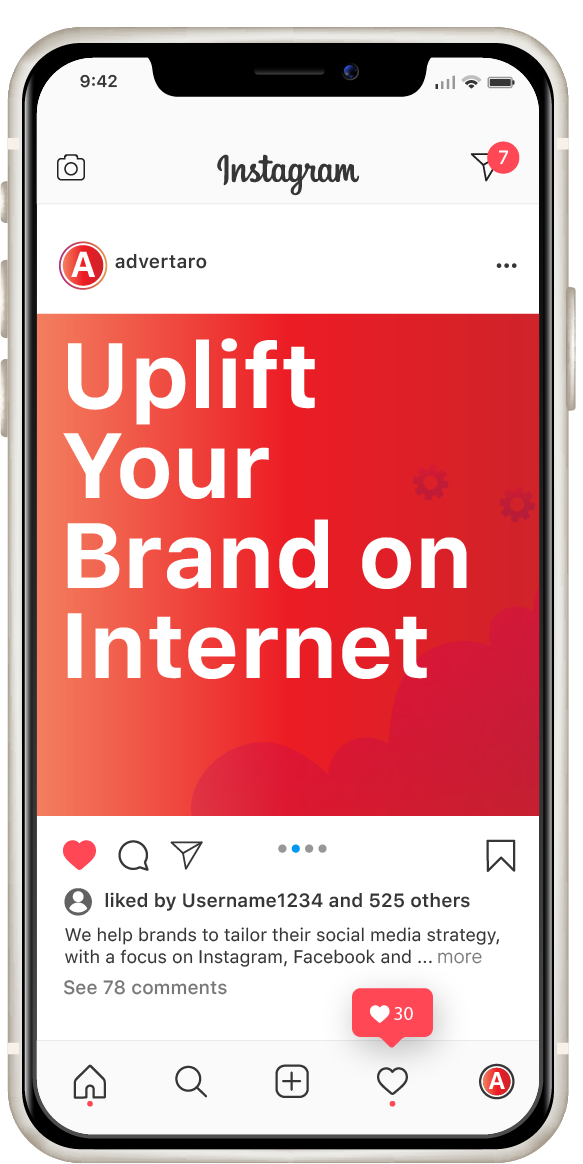 9:42
Instagram
7
A advertaro
Uplift
Your
Brand on
Internet
liked by Username1234 and 525 others
We help brands to tailor their social media strategy,
with a focus on Instagram, Facebook and ... more
See 78 comments
30
A